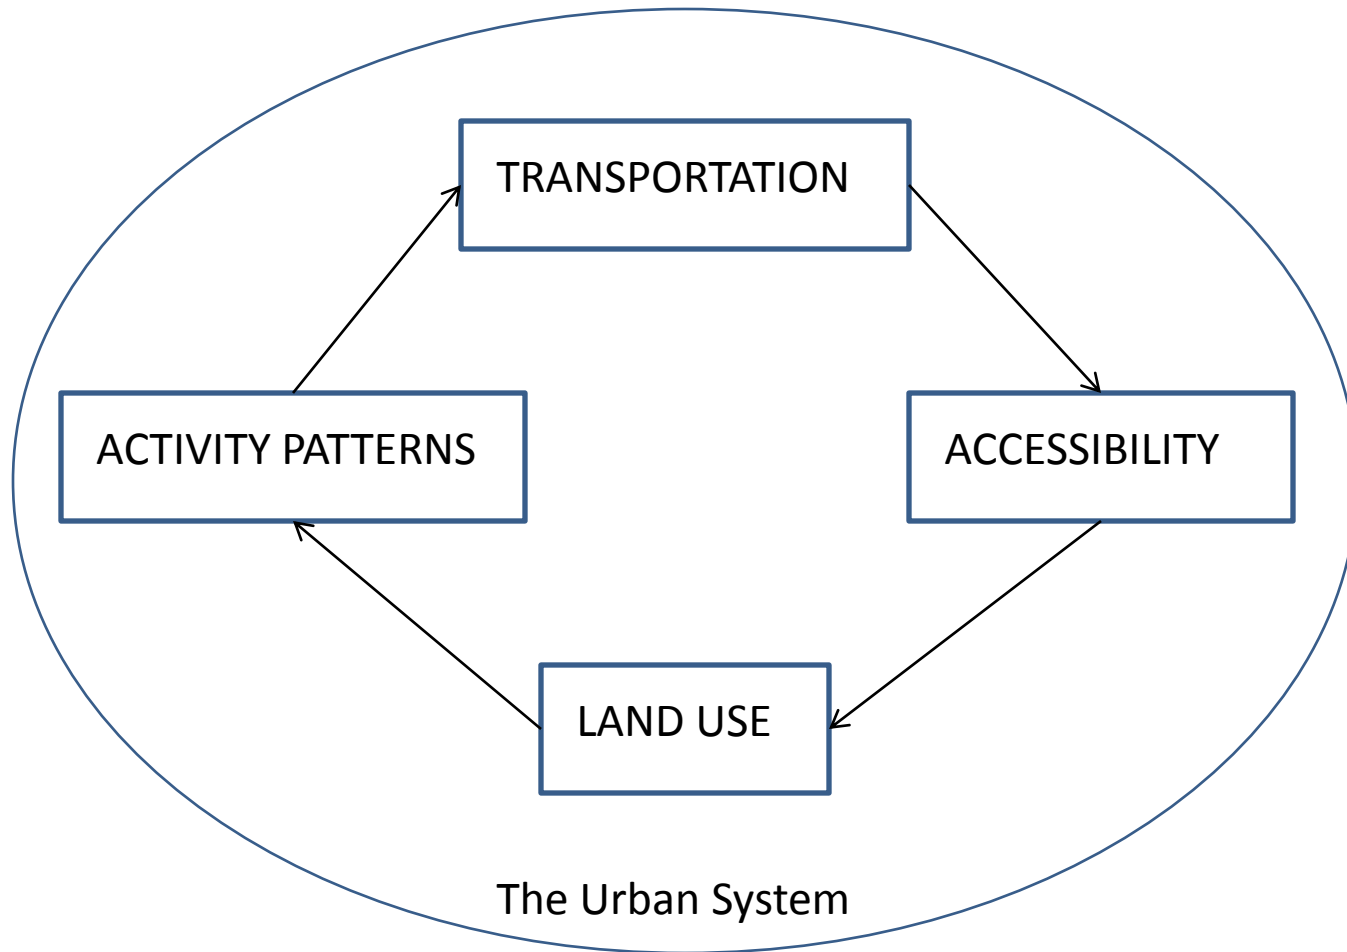 TRANSPORTATION
ACTIVITY PATTERNS
ACCESSIBILITY
LAND USE
The Urban System